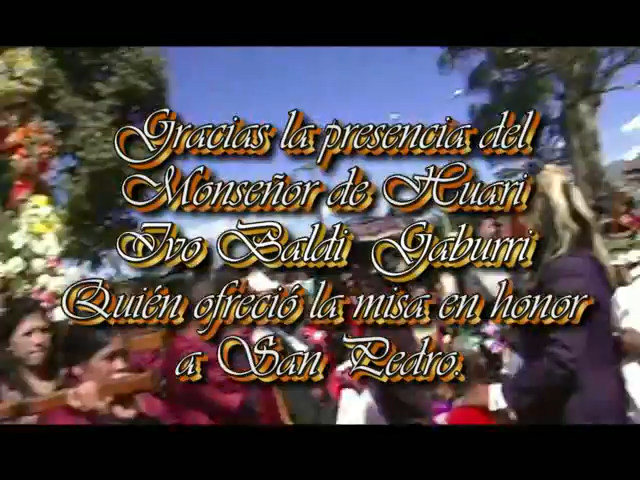 Gracias la presencia del
Monseñor de Huari
Ivo Baldi Gaburri
Quién ofreció la misa en honor
a San Pedro.